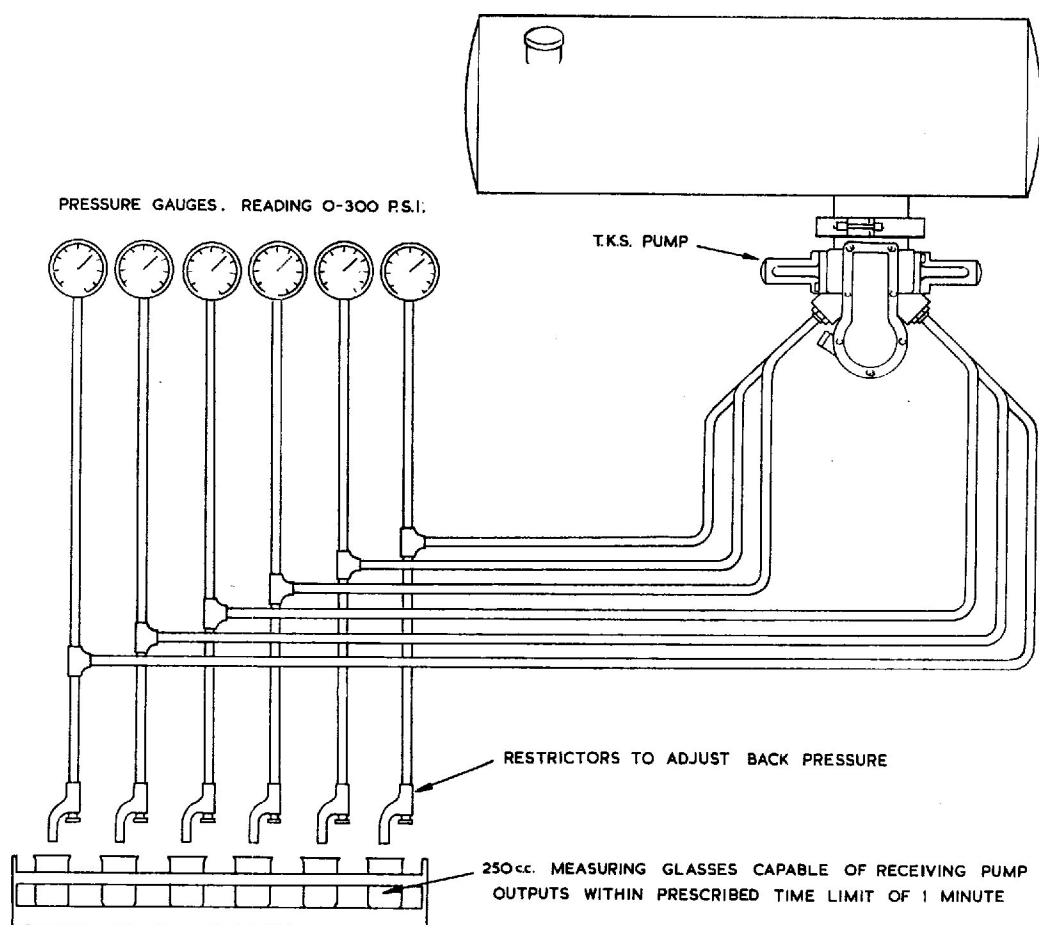 PRESSURE GAUGES. READING 0-300 P.S.I.
T.K.S. PUMP
RESTRICTORS TO ADJUST BACK PRESSURE
250c.c. MEASURING GLASSES CAPABLE OF RECEIVING PUMP
OUTPUTS WITHIN PRESCRIBED TIME LIMIT OF 1 MINUTE